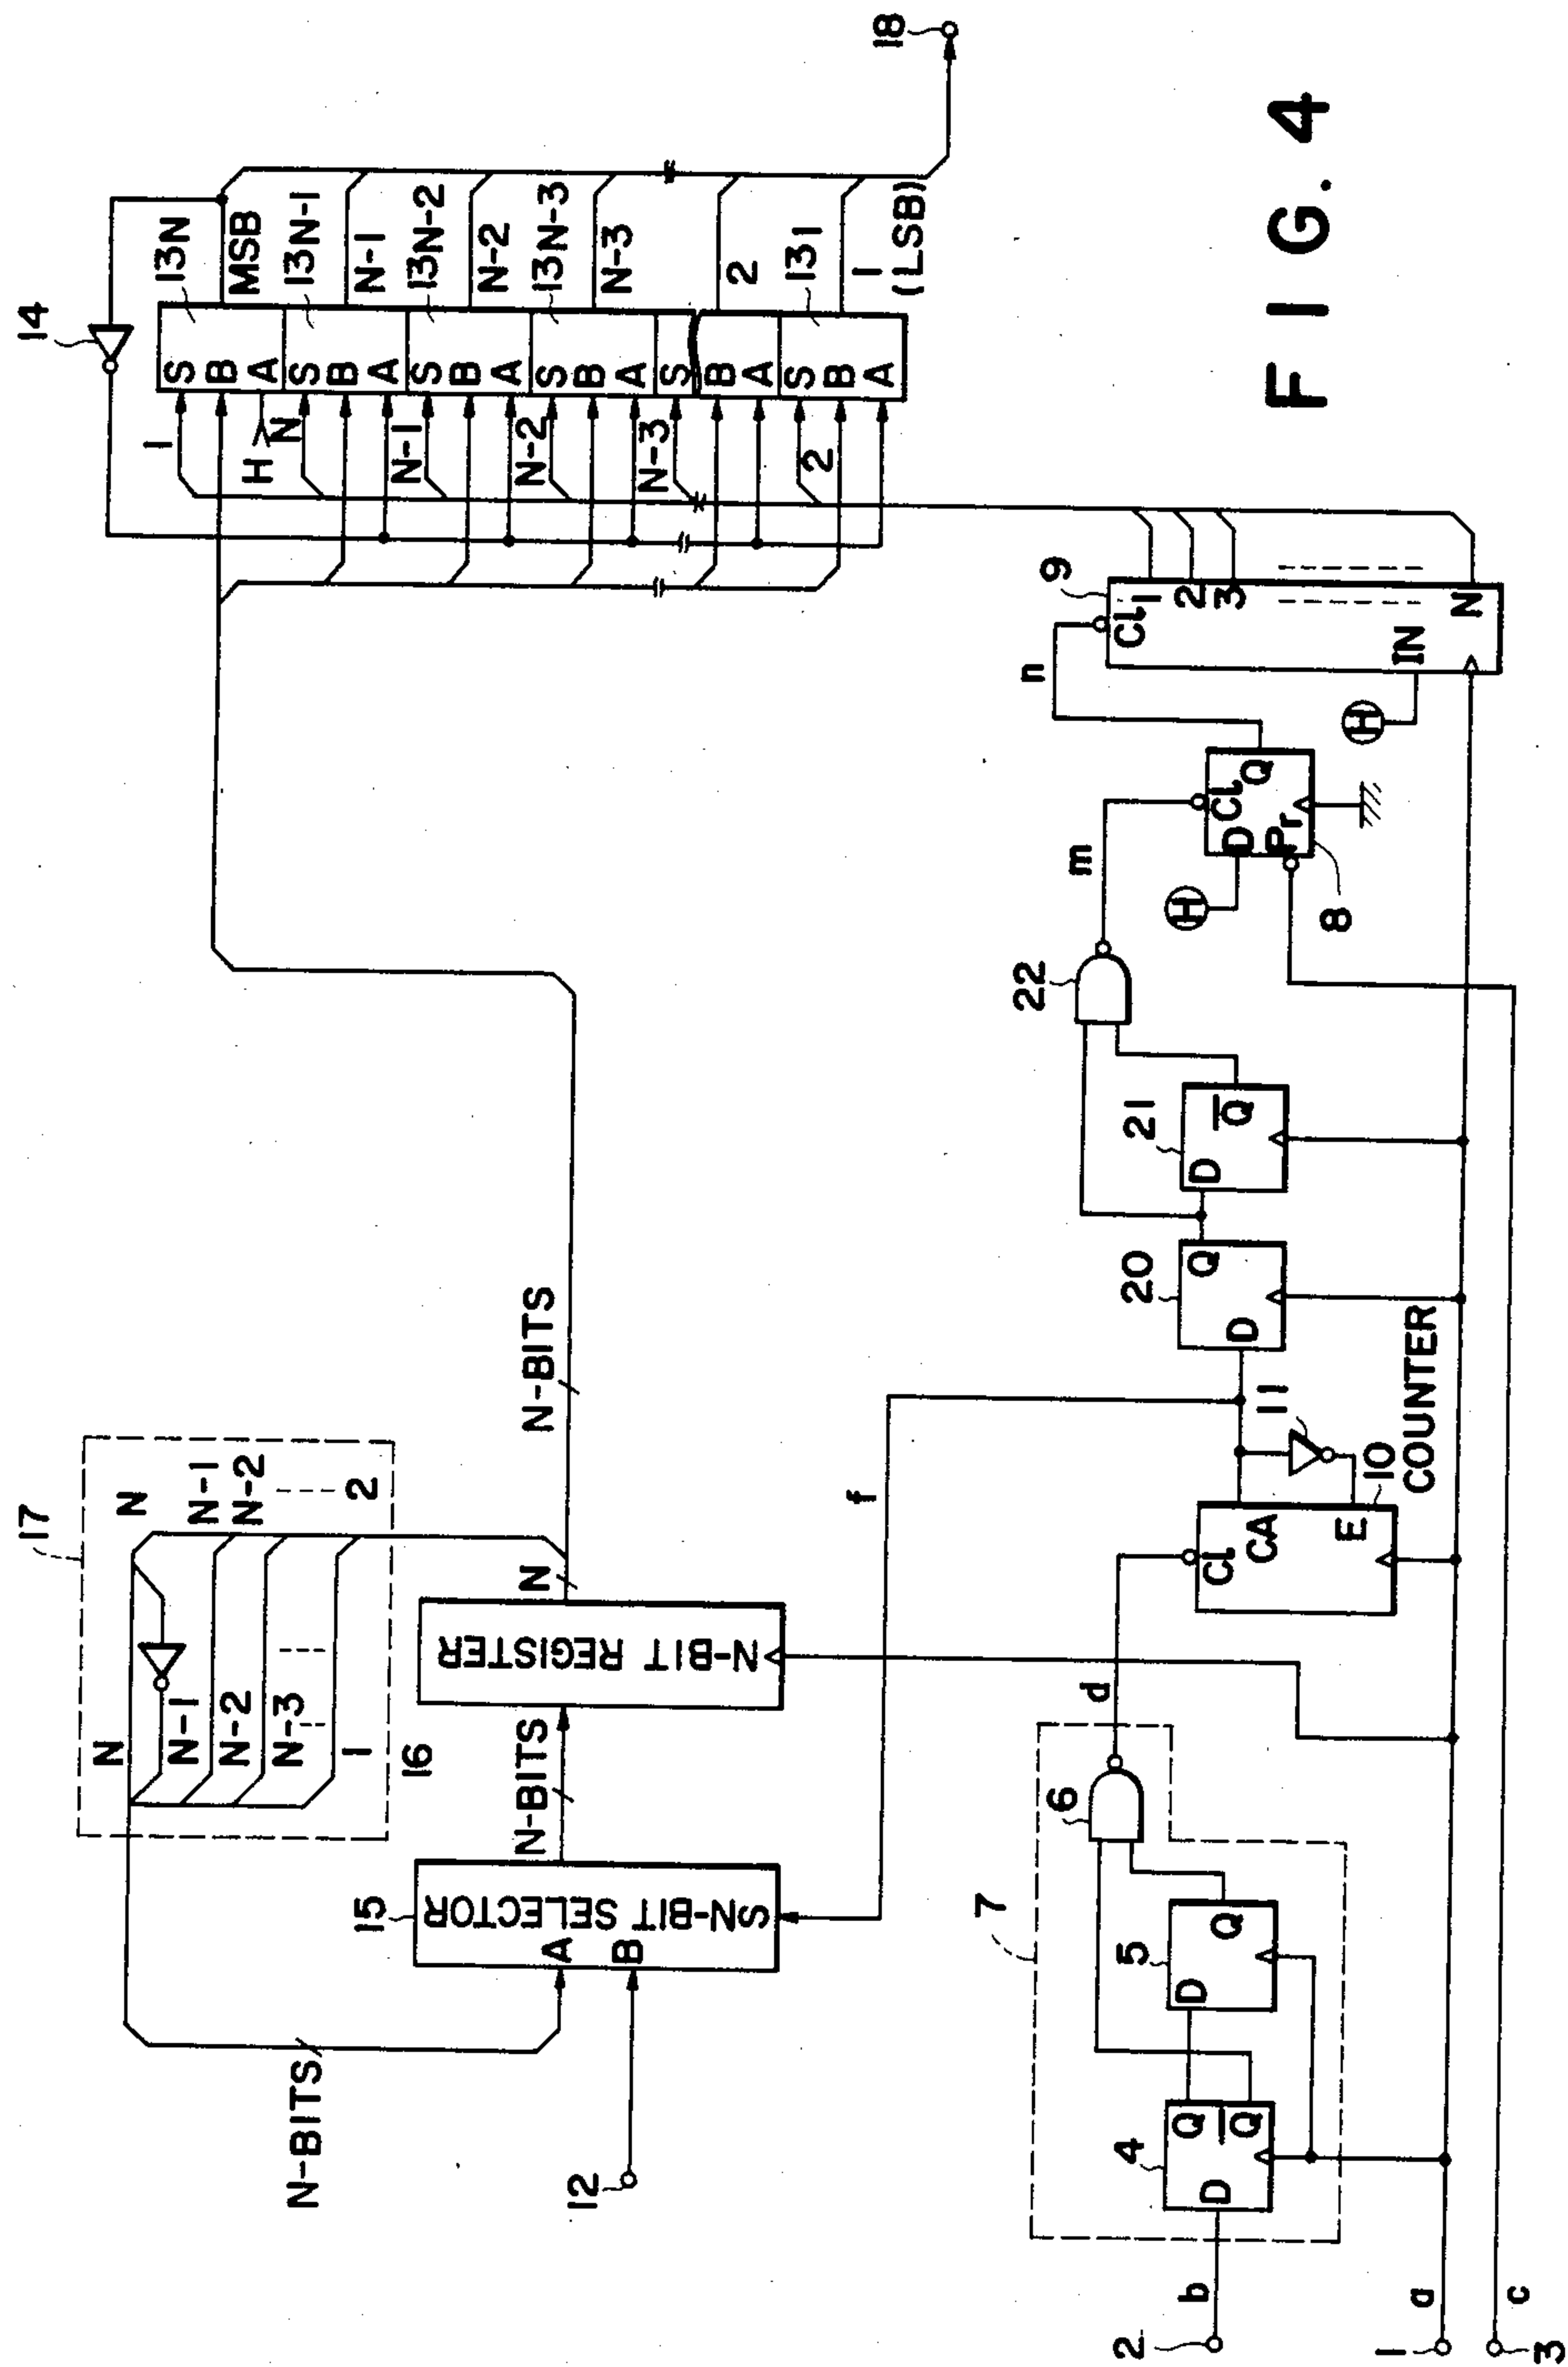 17
N-BITS
N
N
N-1
N-1
N-2
N-2
N-3
2
1
16
15
N-BIT SELECTOR
S
A
B
12
N-BITS
N-BIT REGISTER
N
N-BITS
f
14
13N
MSB
13N-1
N-1
13N-2
N-2
13N-3
N-3
2
131
1
(LSB)
18
S
B
A
S
B
A
S
B
A
S
B
A
S
B
A
S
B
A
1
H
N
N-1
N-2
N-3
2
7
2
b
4
D
Q
Q
5
D
Q
6
d
CL
CA
E
10
COUNTER
11
20
D
Q
21
D
Q
22
m
H
D
CL
Q
Pr
8
n
H
9
CL
1
2
3
IN
N
1
a
3
c
FIG. 4